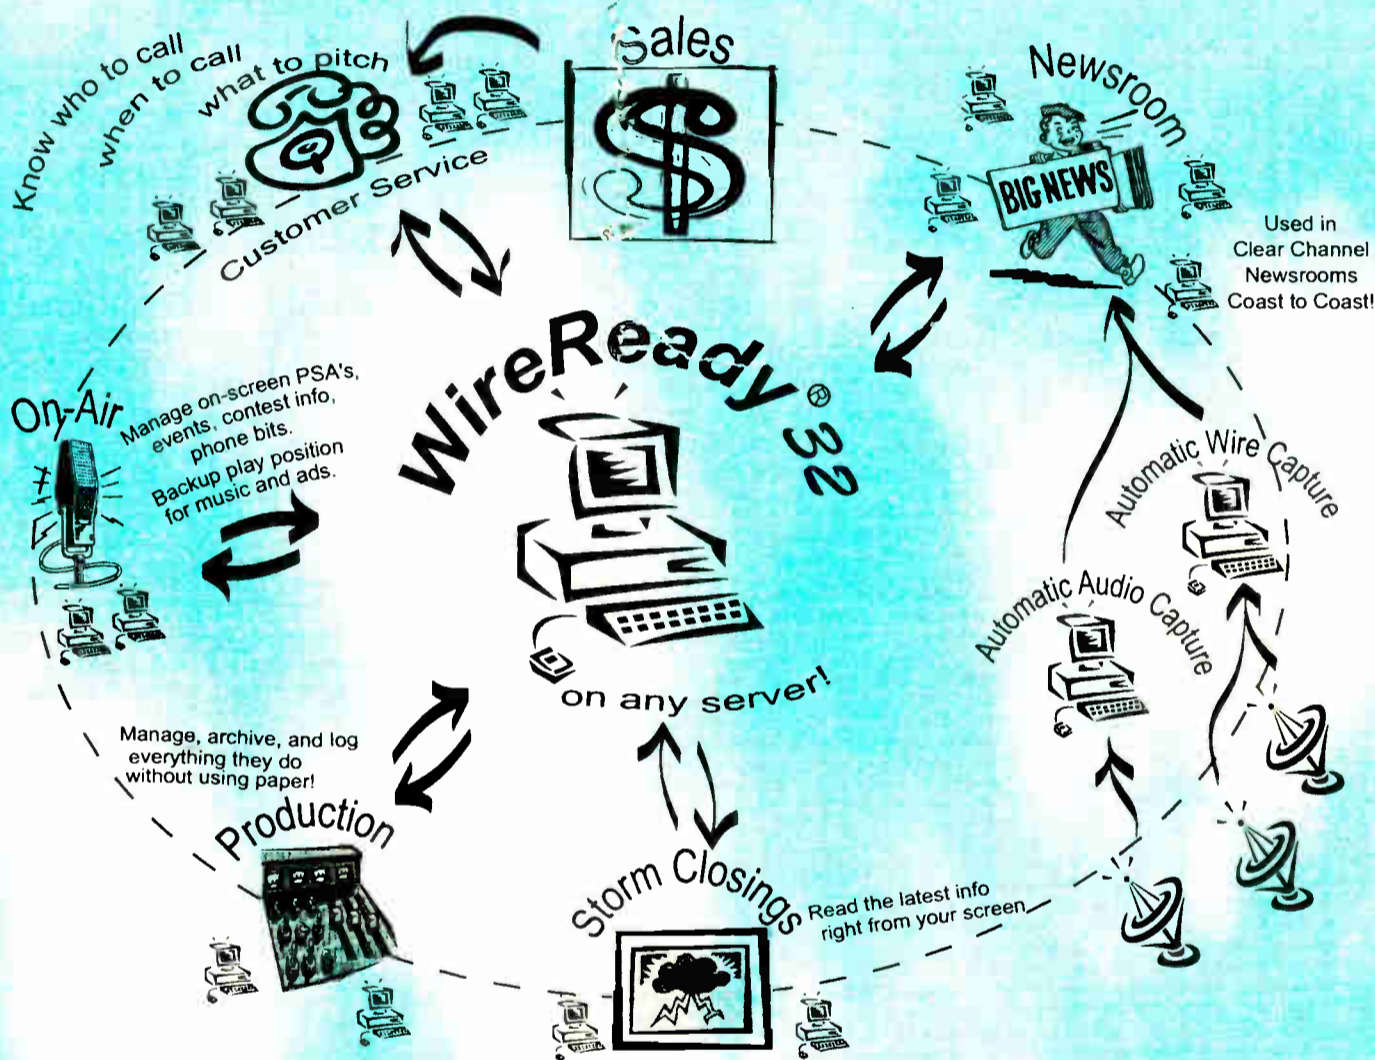 Know who to call
when to call
what to pitch
Customer Service
Sales
Newsroom
BIG NEWS
Used in
Clear Channel
Newsrooms
Coast to Coast!
On-Air
Manage on-screen PSA's,
events, contest info,
phone bits.
Backup play position
for music and ads.
WireReady® 32
on any server!
Automatic Wire Capture
Automatic Audio Capture
Manage, archive, and log
everything they do
without using paper!
Production
Storm Closings
Read the latest info
right from your screen